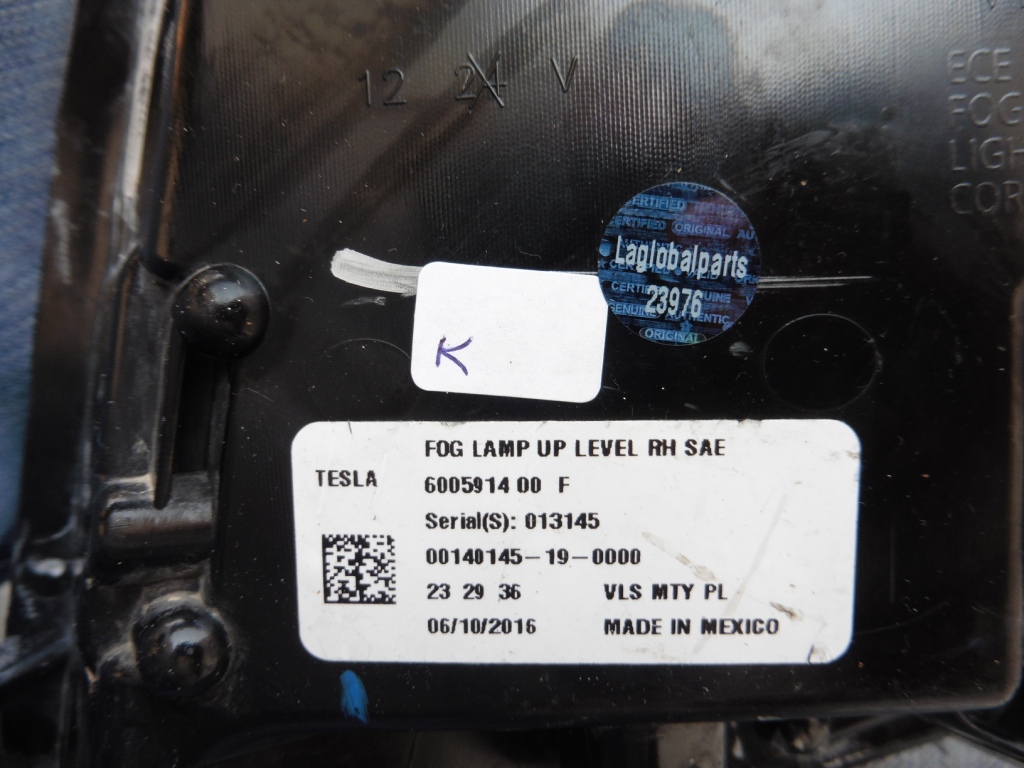 12 24 V
ECE
FOG
LIGH
COR
CERTIFIED
CERTIFIED ORIGINAL AU
Laglobalparts
23976
GENUINE AUTHENTIC
ORIGINAL
K
FOG LAMP UP LEVEL RH SAE
TESLA
6005914 00 F
Serial(S): 013145
00140145-19-0000
23 29 36 VLS MTY PL
06/10/2016 MADE IN MEXICO